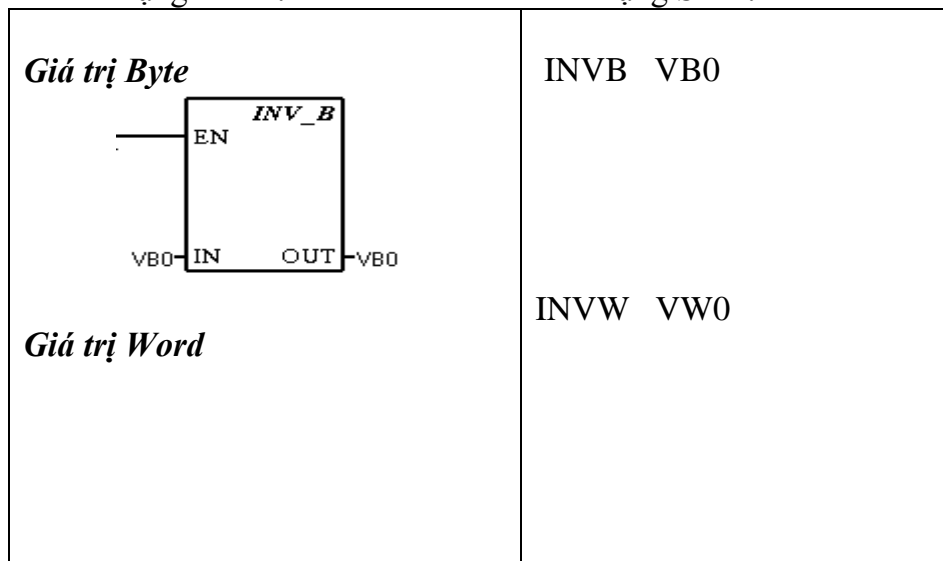 Giá trị Byte
INVB VB0
INV_B
EN
VB0 IN OUT VB0
INVW VW0
Giá trị Word